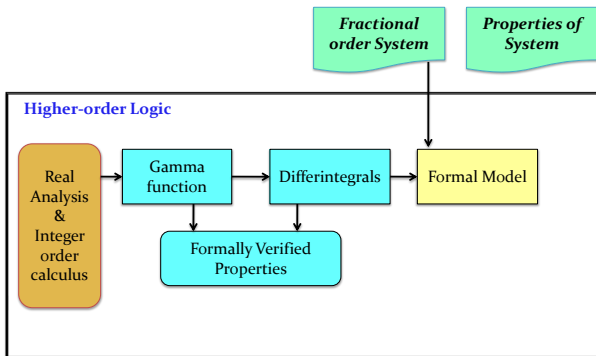 Fractional
order System
Properties of
System
Higher-order Logic
Real
Analysis
&
Integer
order
calculus
Gamma
function
Differintegrals
Formal Model
Formally Verified
Properties